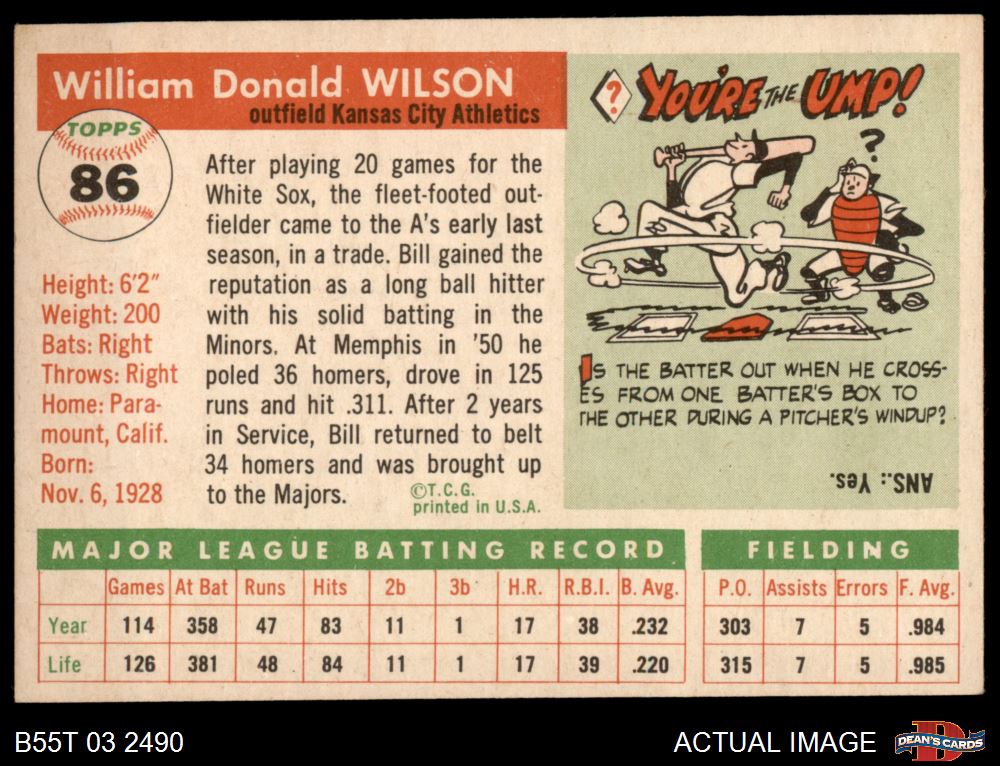 William Donald WILSON
outfield Kansas City Athletics
TOPPS
86
After playing 20 games for the
White Sox, the fleet-footed out-
fielder came to the A's early last
season, in a trade. Bill gained the
reputation as a long ball hitter
with his solid batting in the
Minors. At Memphis in '50 he
poled 36 homers, drove in 125
runs and hit .311. After 2 years
in Service, Bill returned to belt
34 homers and was brought up
to the Majors.
©T.C.G.
printed in U.S.A.
Height: 6'2"
Weight: 200
Bats: Right
Throws: Right
Home: Para-
mount, Calif.
Born:
Nov. 6, 1928
?
YOU'RE THE UMP!
?
IS THE BATTER OUT WHEN HE CROSS-
ES FROM ONE BATTER'S BOX TO
THE OTHER DURING A PITCHER'S WINDUP?
ANS.: Yes.
MAJOR LEAGUE BATTING RECORD
Games At Bat Runs Hits 2b 3b H.R. R.B.I. B. Avg.
Year 114 358 47 83 11 1 17 38 .232
Life 126 381 48 84 11 1 17 39 .220
FIELDING
P.O. Assists Errors F. Avg.
303 7 5 .984
315 7 5 .985
B55T 03 2490
ACTUAL IMAGE
DEAN'S CARDS